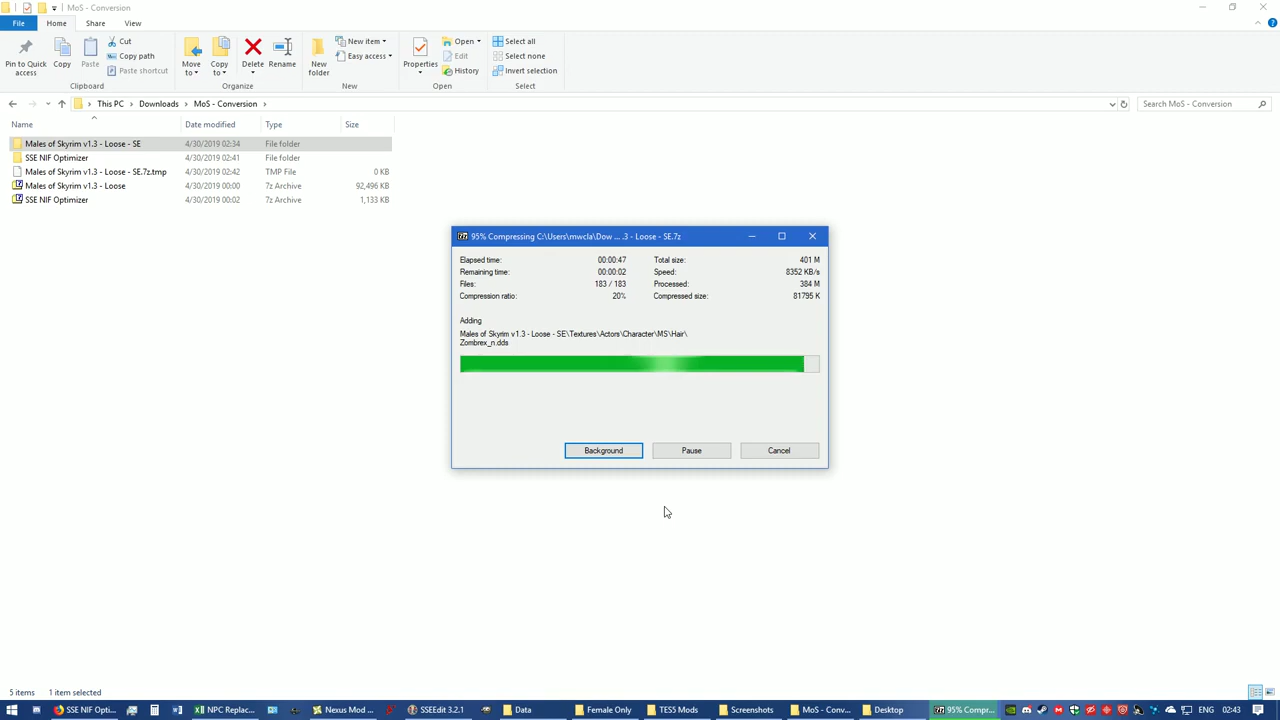 MoS - Conversion
File Home Share View
Pin to Quick access
Copy
Paste
Cut
Copy path
Paste shortcut
Clipboard
Move to
Copy to
Delete
Rename
Organize
New folder
New item
Easy access
New
Properties
Open
Edit
History
Open
Select all
Select none
Invert selection
Select
This PC Downloads MoS - Conversion
Search MoS - Conversion
Name Date modified Type Size
Males of Skyrim v1.3 - Loose - SE 4/30/2019 02:34 File folder
SSE NIF Optimizer 4/30/2019 02:41 File folder
Males of Skyrim v1.3 - Loose - SE.7z.tmp 4/30/2019 02:42 TMP File 0 KB
Males of Skyrim v1.3 - Loose 4/30/2019 00:00 7z Archive 92,496 KB
SSE NIF Optimizer 4/30/2019 00:02 7z Archive 1,133 KB
95% Compressing C:\Users\mwcla\Dow ... .3 - Loose - SE.7z
Elapsed time: 00:00:47 Total size: 401 M
Remaining time: 00:00:02 Speed: 8352 KB/s
Files: 183 / 183 Processed: 384 M
Compression ratio: 20% Compressed size: 81795 K
Adding
Males of Skyrim v1.3 - Loose - SE\Textures\Actors\Character\MS\Hair\
Zombrex_n.dds
Background Pause Cancel
5 items 1 item selected
SSE NIF Opti... NPC Replac... Nexus Mod ... SSEEdit 3.2.1 Data Female Only TES5 Mods Screenshots MoS - Conv... Desktop 95% Compr... ENG 02:43